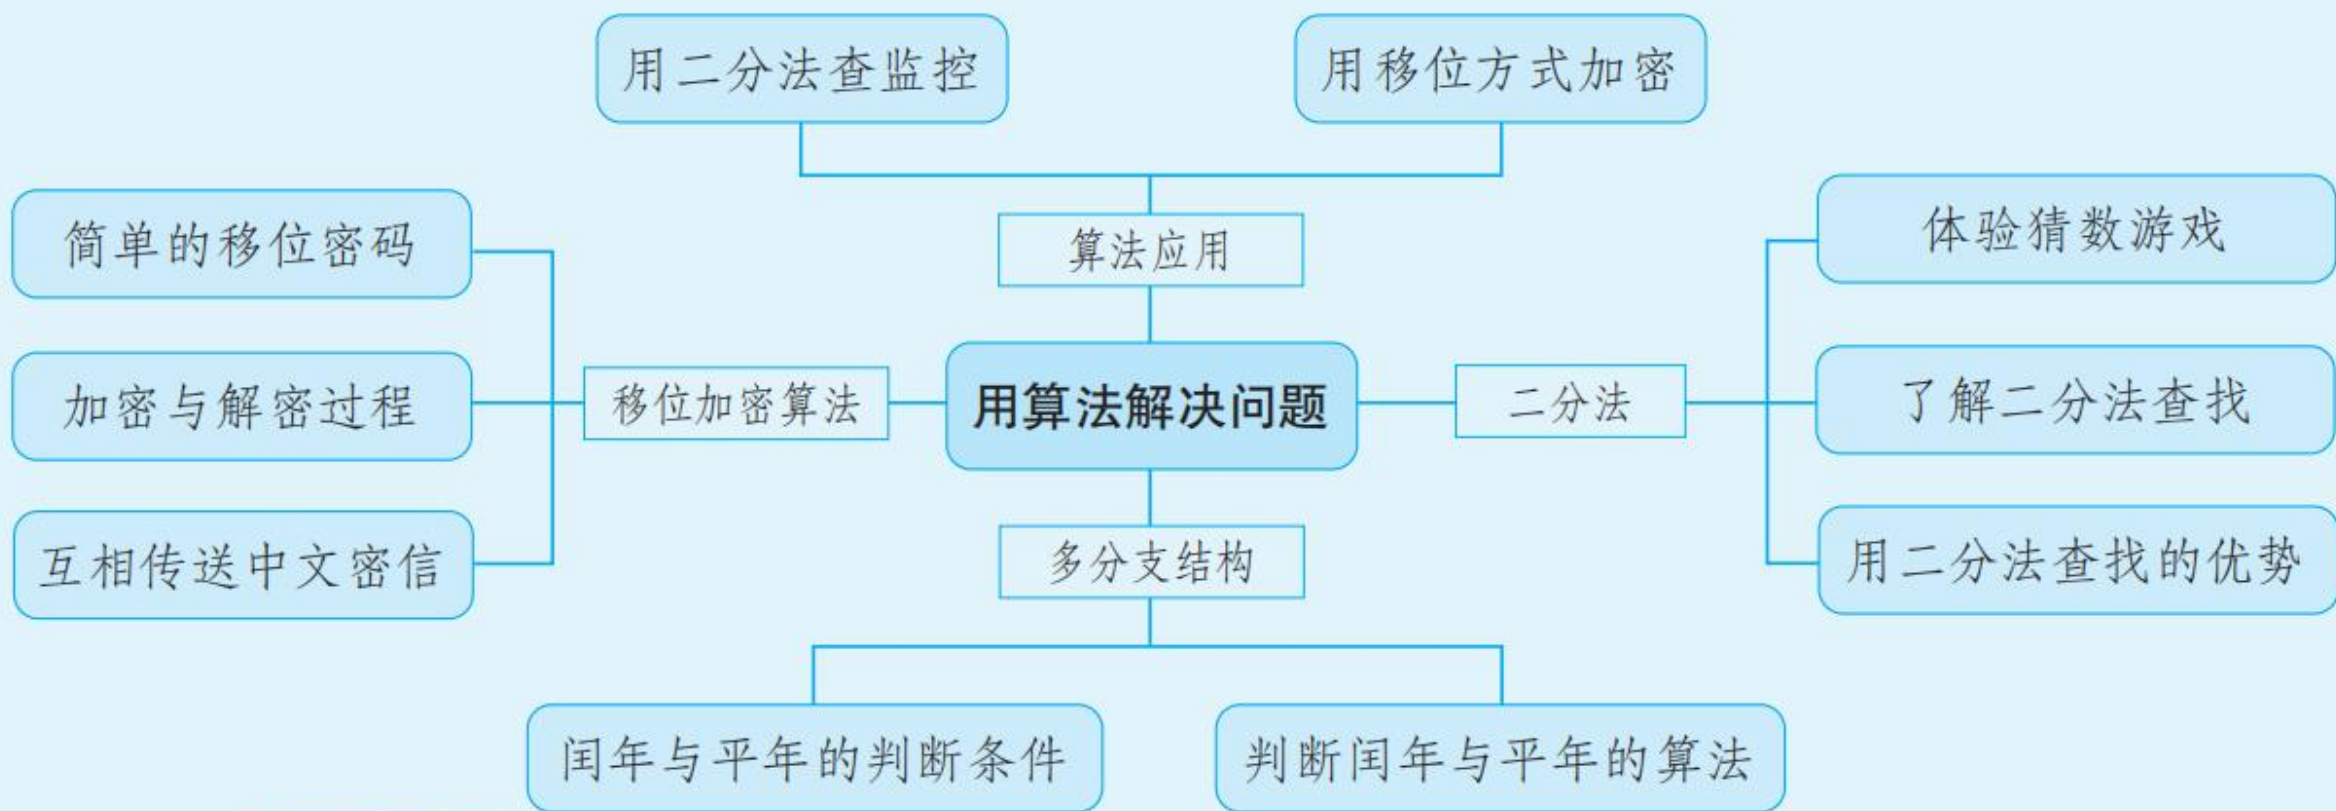 用二分法查监控
用移位方式加密
算法应用
简单的移位密码
加密与解密过程
互相传送中文密信
移位加密算法
用算法解决问题
二分法
体验猜数游戏
了解二分法查找
用二分法查找的优势
多分支结构
闰年与平年的判断条件
判断闰年与平年的算法